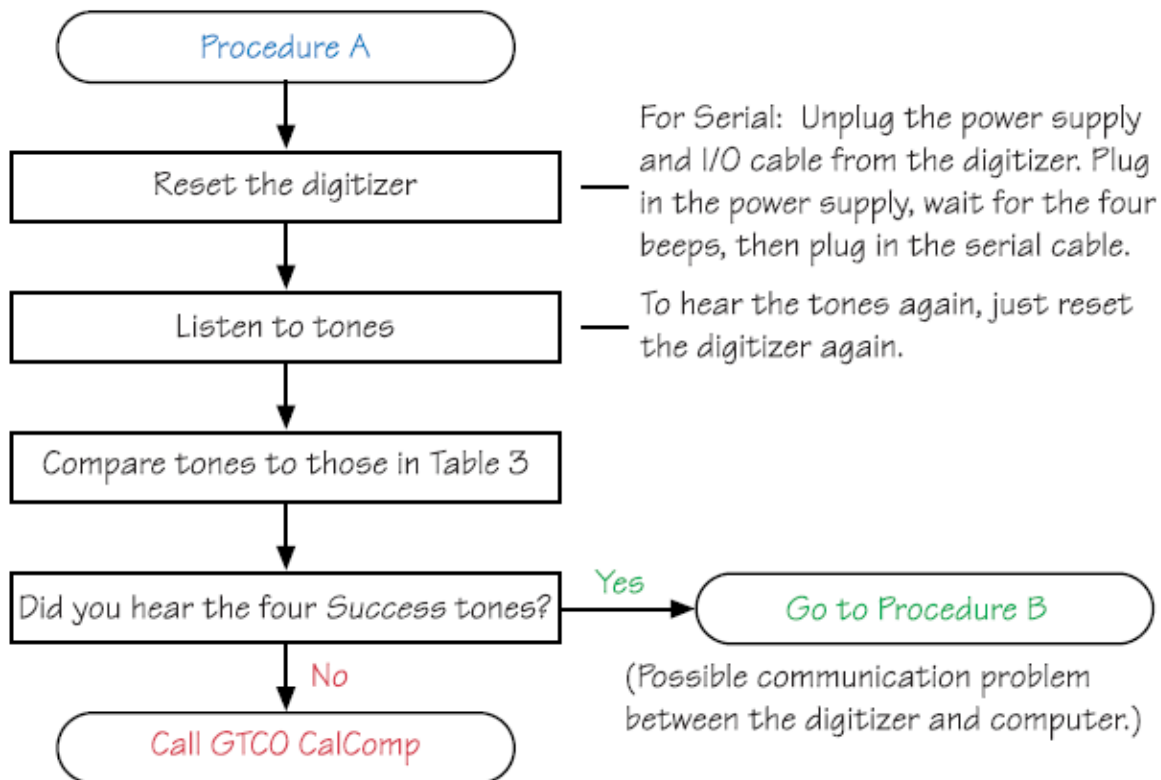 Procedure A
Reset the digitizer
For Serial: Unplug the power supply
and I/O cable from the digitizer. Plug
in the power supply, wait for the four
beeps, then plug in the serial cable.
Listen to tones
To hear the tones again, just reset
the digitizer again.
Compare tones to those in Table 3
Did you hear the four Success tones?
Yes
Go to Procedure B
(Possible communication problem
between the digitizer and computer.)
No
Call GTCO CalComp